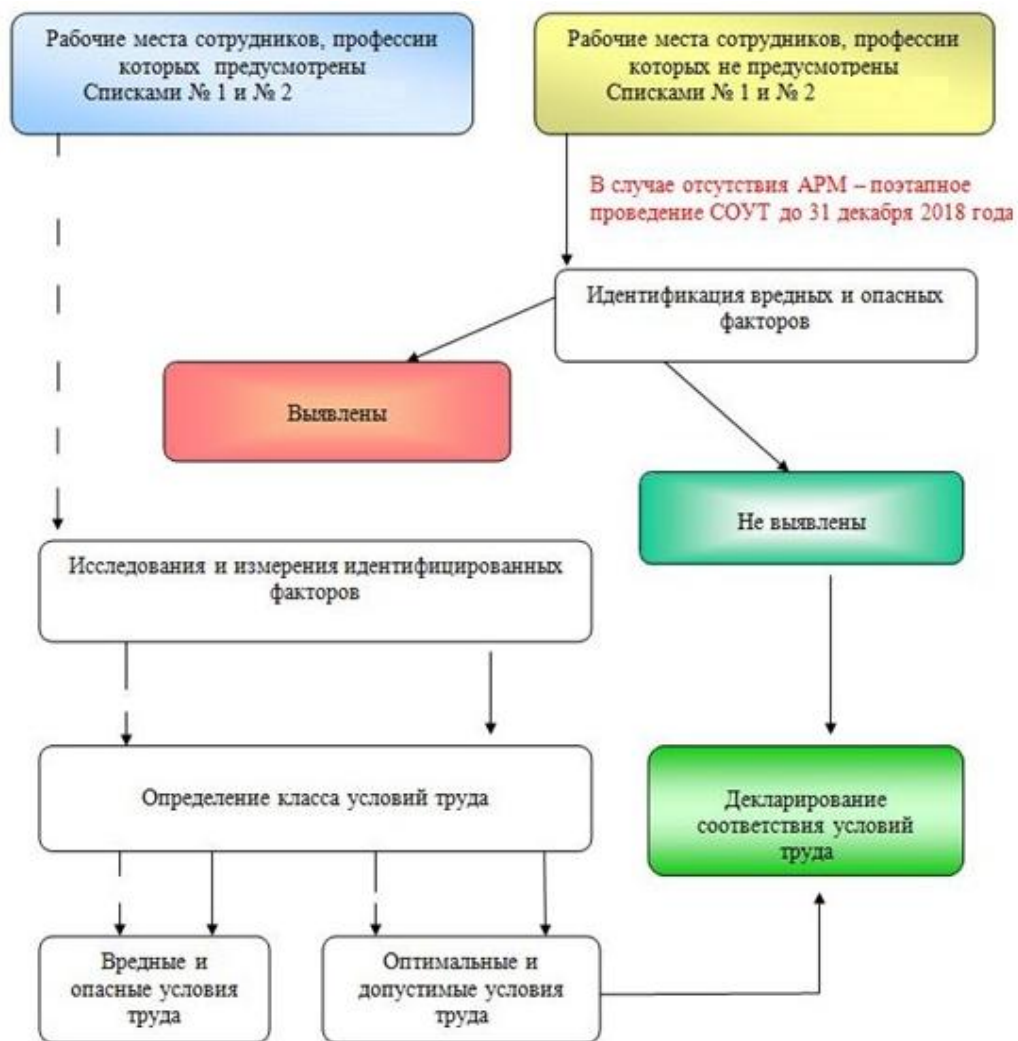 Рабочие места сотрудников, профессии
которых предусмотрены
Списками № 1 и № 2
Рабочие места сотрудников, профессии
которых не предусмотрены
Списками № 1 и № 2
В случае отсутствия АРМ – поэтапное
проведение СОУТ до 31 декабря 2018 года
Идентификация вредных и опасных
факторов
Выявлены
Не выявлены
Исследования и измерения идентифицированных
факторов
Определение класса условий труда
Декларирование
соответствия условий
труда
Вредные и
опасные условия
труда
Оптимальные и
допустимые условия
труда